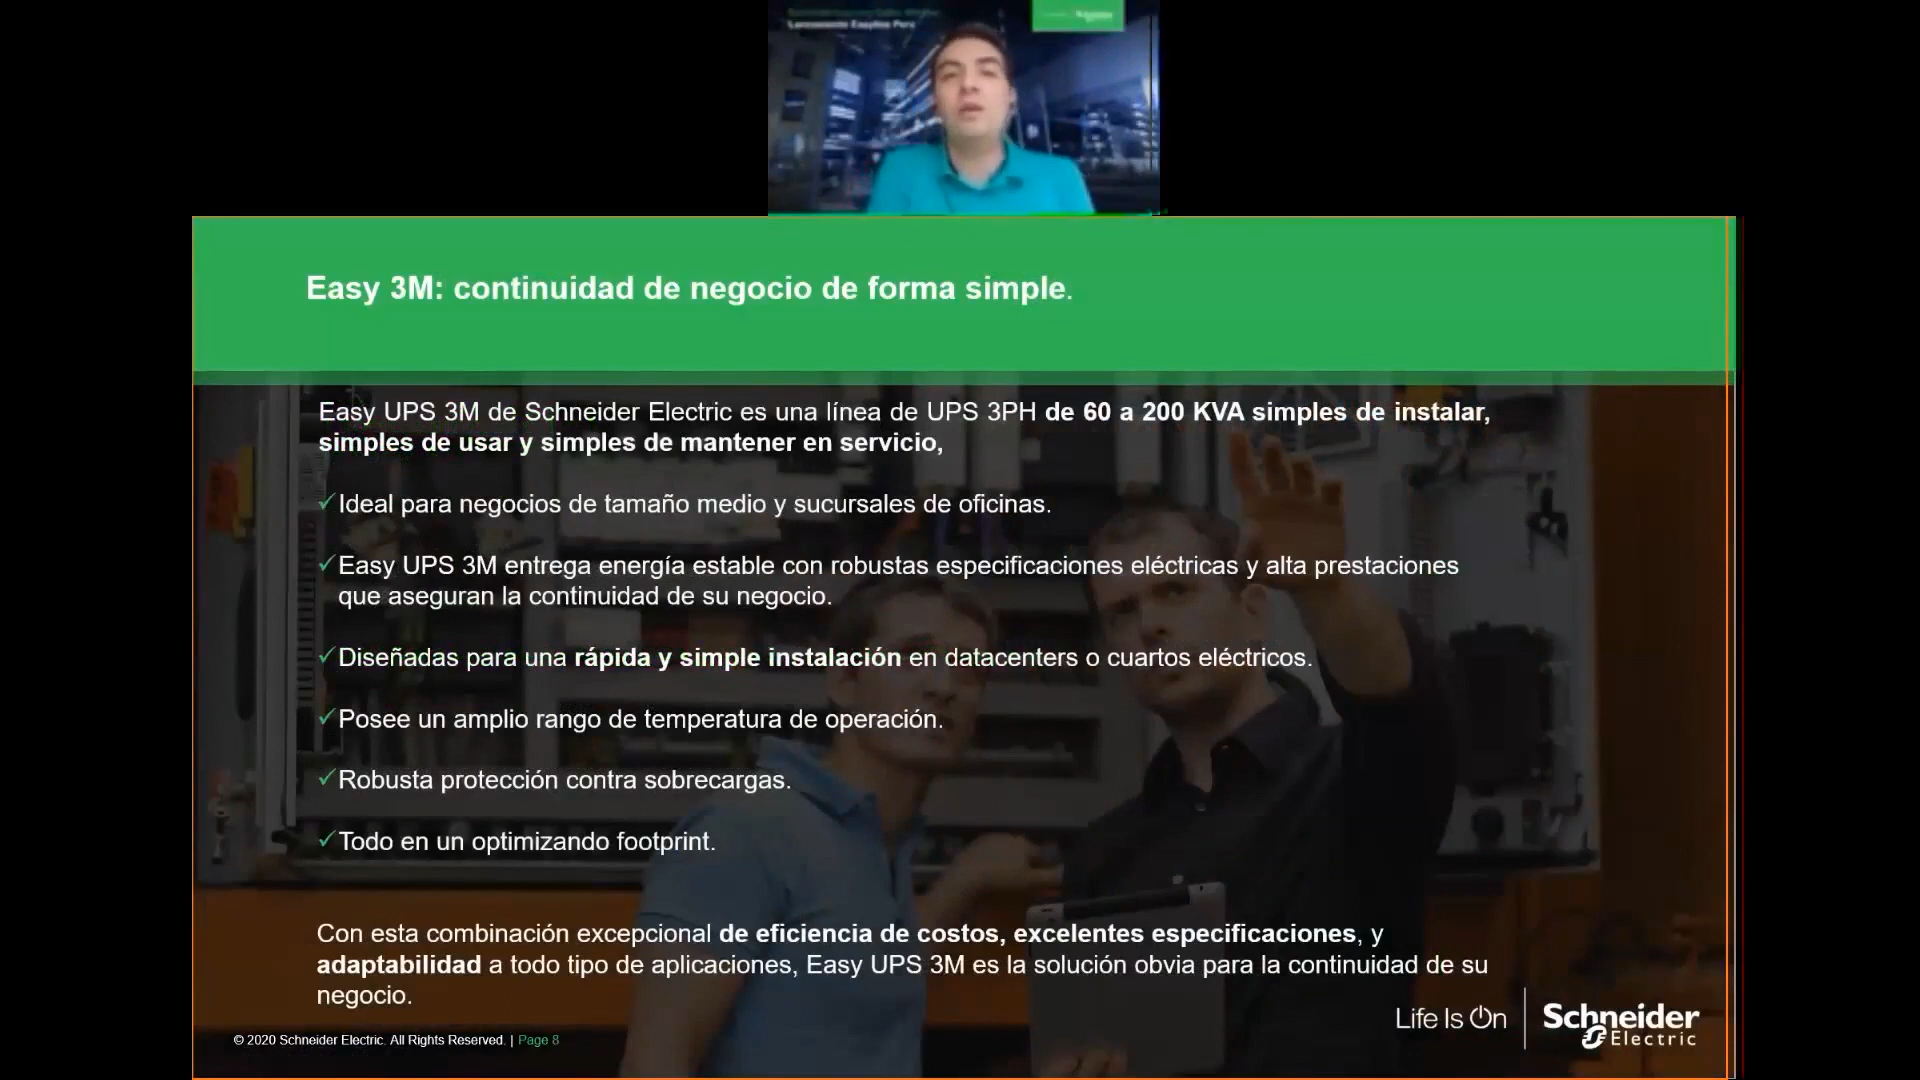 Lanzamiento Easyline Perú
Easy 3M: continuidad de negocio de forma simple.
Easy UPS 3M de Schneider Electric es una línea de UPS 3PH de 60 a 200 KVA simples de instalar,
simples de usar y simples de mantener en servicio,
✓Ideal para negocios de tamaño medio y sucursales de oficinas.
✓Easy UPS 3M entrega energía estable con robustas especificaciones eléctricas y alta prestaciones
que aseguran la continuidad de su negocio.
✓Diseñadas para una rápida y simple instalación en datacenters o cuartos eléctricos.
✓Posee un amplio rango de temperatura de operación.
✓Robusta protección contra sobrecargas.
✓Todo en un optimizando footprint.
Con esta combinación excepcional de eficiencia de costos, excelentes especificaciones, y
adaptabilidad a todo tipo de aplicaciones, Easy UPS 3M es la solución obvia para la continuidad de su
negocio.
Life Is On
Schneider
Electric
© 2020 Schneider Electric. All Rights Reserved. | Page 8